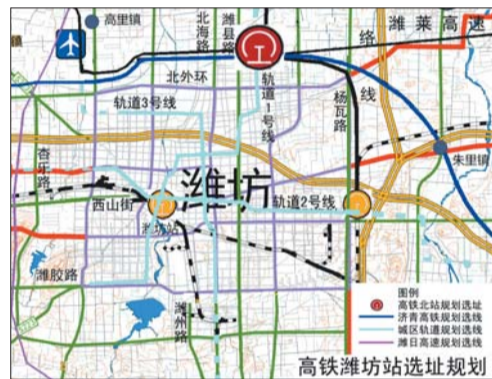 高里镇
镇
北海路
潍县路
络
潍莱高速
北外环
轨道1号线
线
杨瓦路
轨道3号线
朱里镇
杏乐路
潍坊
西山街
潍坊站
轨道2号线
潍胶路
潍州路
图例
高铁北站规划选址
济青高铁规划选线
城区轨道规划选线
潍日高速规划选线
高铁潍坊站选址规划